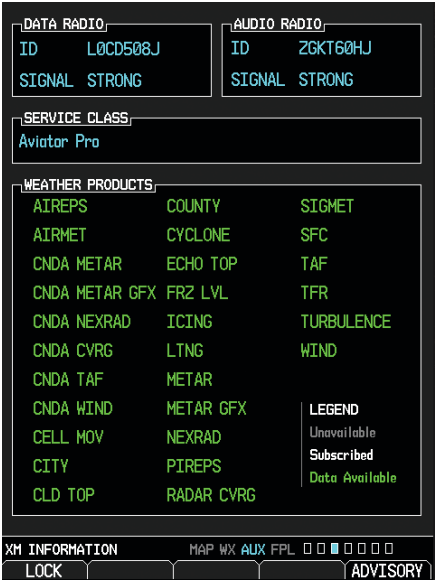 DATA RADIO
ID L0CD508J
SIGNAL STRONG
AUDIO RADIO
ID ZGKT60HJ
SIGNAL STRONG
SERVICE CLASS
Aviator Pro
WEATHER PRODUCTS
AIREPS COUNTY SIGMET
AIRMET CYCLONE SFC
CNDA METAR ECHO TOP TAF
CNDA METAR GFX FRZ LVL TFR
CNDA NEXRAD ICING TURBULENCE
CNDA CVRG LTNG WIND
CNDA TAF METAR
CNDA WIND METAR GFX
CELL MOV NEXRAD
CITY PIREPS
CLD TOP RADAR CVRG
LEGEND
Unavailable
Subscribed
Data Available
XM INFORMATION MAP WX AUX FPL
LOCK ADVISORY